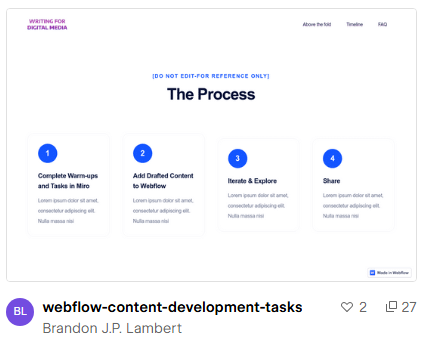 WRITING FOR
DIGITAL MEDIA
Above the fold Timeline FAQ
[DO NOT EDIT-FOR REFERENCE ONLY]
The Process
1 2 3 4
Complete Warm-ups
and Tasks in Miro
Lorem ipsum dolor sit amet,
consectetur adipiscing elit.
Nulla massa nisi
Add Drafted Content
to Webflow
Lorem ipsum dolor sit amet,
consectetur adipiscing elit.
Nulla massa nisi
Iterate & Explore
Lorem ipsum dolor sit amet,
consectetur adipiscing elit.
Nulla massa nisi
Share
Lorem ipsum dolor sit amet,
consectetur adipiscing elit.
Nulla massa nisi
Made in Webflow
BL
webflow-content-development-tasks
2 27
Brandon J.P. Lambert